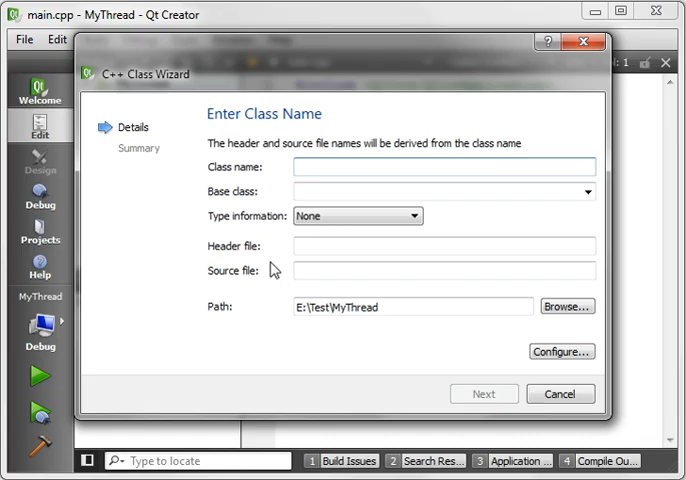 main.cpp - MyThread - Qt Creator
File Edit
?
C++ Class Wizard
: 1
Welcome
Edit
Design
Debug
Projects
Help
MyThread
Debug
Details
Summary
Enter Class Name
The header and source file names will be derived from the class name
Class name:
Base class:
Type information: None
Header file:
Source file:
Path: E:\Test\MyThread Browse...
Configure...
Next Cancel
Type to locate 1 Build Issues 2 Search Res... 3 Application ... 4 Compile Ou...